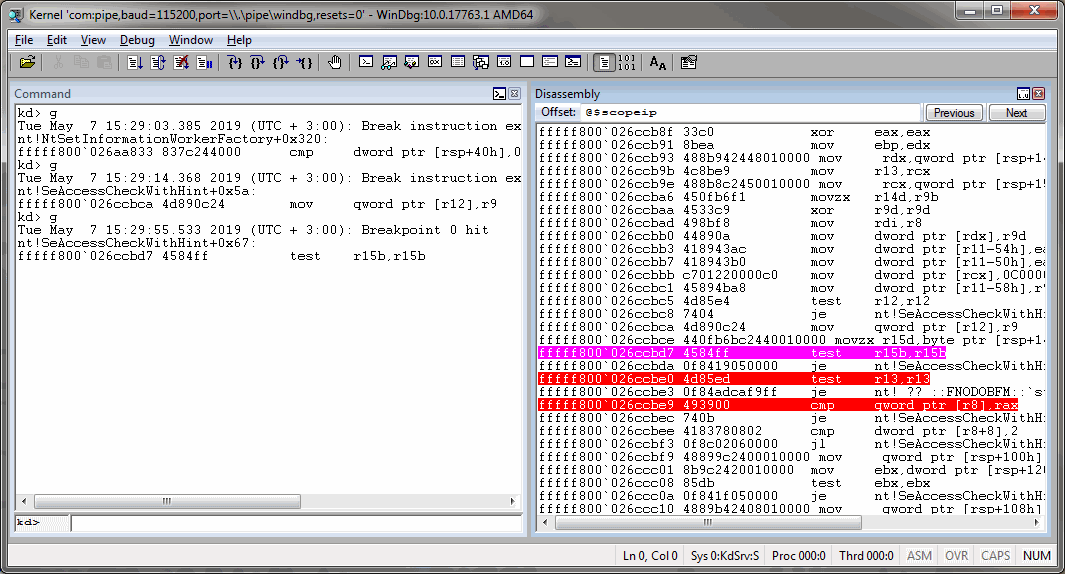 Kernel 'com:pipe,baud=115200,port=\\.\pipe\windbg,resets=0' - WinDbg:10.0.17763.1 AMD64
File Edit View Debug Window Help
Command
kd> g
Tue May  7 15:29:03.385 2019 (UTC + 3:00): Break instruction ex
nt!NtSetInformationWorkerFactory+0x320:
fffff800`026aa833 837c244000 cmp dword ptr [rsp+40h],0
kd> g
Tue May  7 15:29:14.368 2019 (UTC + 3:00): Break instruction ex
nt!SeAccessCheckWithHint+0x5a:
fffff800`026ccbca 4d890c24 mov qword ptr [r12],r9
kd> g
Tue May  7 15:29:55.533 2019 (UTC + 3:00): Breakpoint 0 hit
nt!SeAccessCheckWithHint+0x67:
fffff800`026ccbd7 4584ff test r15b,r15b
kd>
Disassembly
Offset: @$scopeip Previous Next
fffff800`026ccb8f 33c0 xor eax,eax
fffff800`026ccb91 8bea mov ebp,edx
fffff800`026ccb93 488b942448010000 mov rdx,qword ptr [rsp+14
fffff800`026ccb9b 4c8be9 mov r13,rcx
fffff800`026ccb9e 488b8c2450010000 mov rcx,qword ptr [rsp+15
fffff800`026ccba6 450fb6f1 movzx r14d,r9b
fffff800`026ccbaa 4533c9 xor r9d,r9d
fffff800`026ccbad 498bf8 mov rdi,r8
fffff800`026ccbb0 44890a mov dword ptr [rdx],r9d
fffff800`026ccbb3 418943ac mov dword ptr [r11-54h],ea
fffff800`026ccbb7 418943b0 mov dword ptr [r11-50h],ea
fffff800`026ccbbb c701220000c0 mov dword ptr [rcx],0C000
fffff800`026ccbc1 45894ba8 mov dword ptr [r11-58h],r
fffff800`026ccbc5 4d85e4 test r12,r12
fffff800`026ccbc8 7404 je nt!SeAccessCheckWithHi
fffff800`026ccbca 4d890c24 mov qword ptr [r12],r9
fffff800`026ccbce 440fb6bc2440010000 movzx r15d,byte ptr [rsp+14
fffff800`026ccbd7 4584ff test r15b,r15b
fffff800`026ccbda 0f8419050000 je nt!SeAccessCheckWithHi
fffff800`026ccbe0 4d85ed test r13,r13
fffff800`026ccbe3 0f84adcaf9ff je nt! ?? ::FNODOBFM::`st
fffff800`026ccbe9 493900 cmp qword ptr [r8],rax
fffff800`026ccbec 740b je nt!SeAccessCheckWithHi
fffff800`026ccbee 4183780802 cmp dword ptr [r8+8],2
fffff800`026ccbf3 0f8c02060000 jl nt!SeAccessCheckWithHi
fffff800`026ccbf9 48899c2400010000 mov qword ptr [rsp+100h]
fffff800`026ccc01 8b9c2420010000 mov ebx,dword ptr [rsp+120
fffff800`026ccc08 85db test ebx,ebx
fffff800`026ccc0a 0f841f050000 je nt!SeAccessCheckWithHi
fffff800`026ccc10 4889b42408010000 mov qword ptr [rsp+108h]
Ln 0, Col 0 Sys 0:KdSrv:S Proc 000:0 Thrd 000:0 ASM OVR CAPS NUM